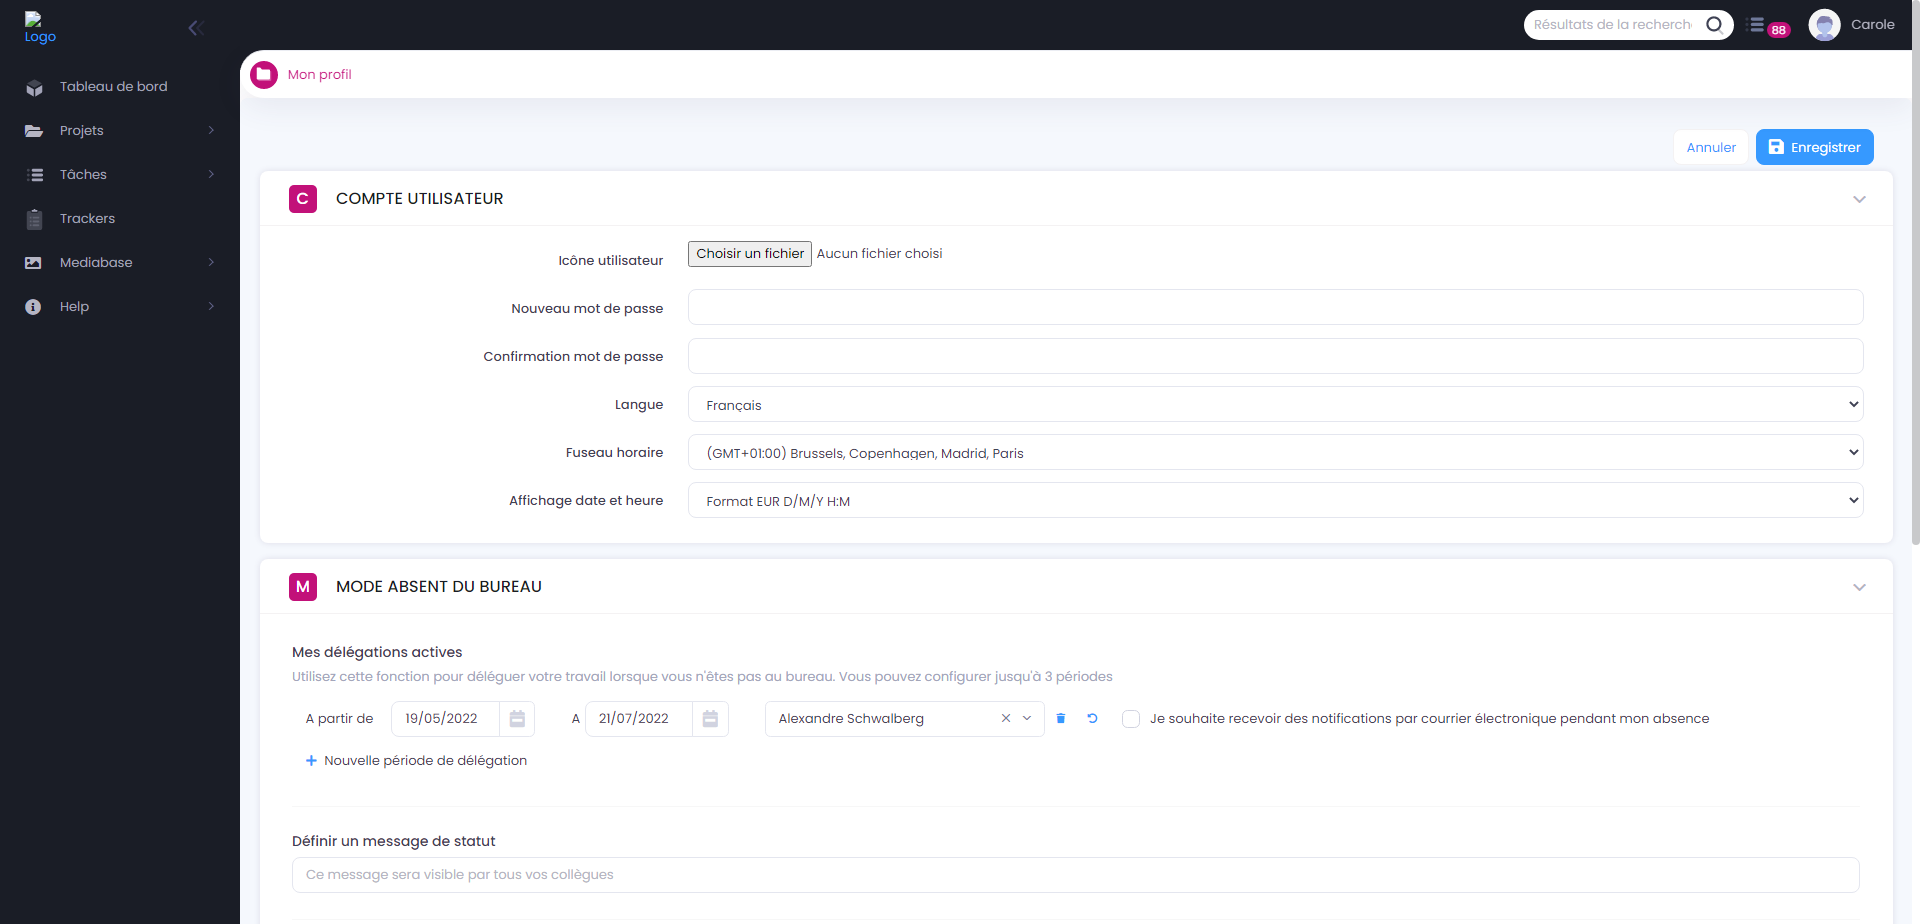 Logo
Résultats de la recherch
88
Carole
Tableau de bord
Projets
Tâches
Trackers
Mediabase
Help
Mon profil
Annuler
Enregistrer
C COMPTE UTILISATEUR
Icône utilisateur Choisir un fichier Aucun fichier choisi
Nouveau mot de passe
Confirmation mot de passe
Langue Français
Fuseau horaire (GMT+01:00) Brussels, Copenhagen, Madrid, Paris
Affichage date et heure Format EUR D/M/Y H:M
M MODE ABSENT DU BUREAU
Mes délégations actives
Utilisez cette fonction pour déléguer votre travail lorsque vous n'êtes pas au bureau. Vous pouvez configurer jusqu'à 3 périodes
A partir de 19/05/2022 A 21/07/2022 Alexandre Schwalberg Je souhaite recevoir des notifications par courrier électronique pendant mon absence
Nouvelle période de délégation
Définir un message de statut
Ce message sera visible par tous vos collègues